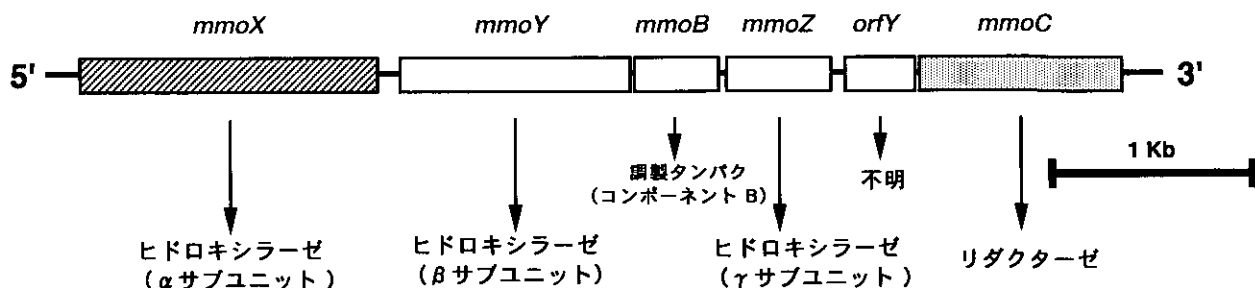 mmoX mmoY mmoB mmoZ orfY mmoC
5' 3'
1 Kb
調製タンパク
(コンポーネント B)
不明
ヒドロキシラーゼ
(αサブユニット)
ヒドロキシラーゼ
(βサブユニット)
ヒドロキシラーゼ
(γサブユニット)
リダクターゼ